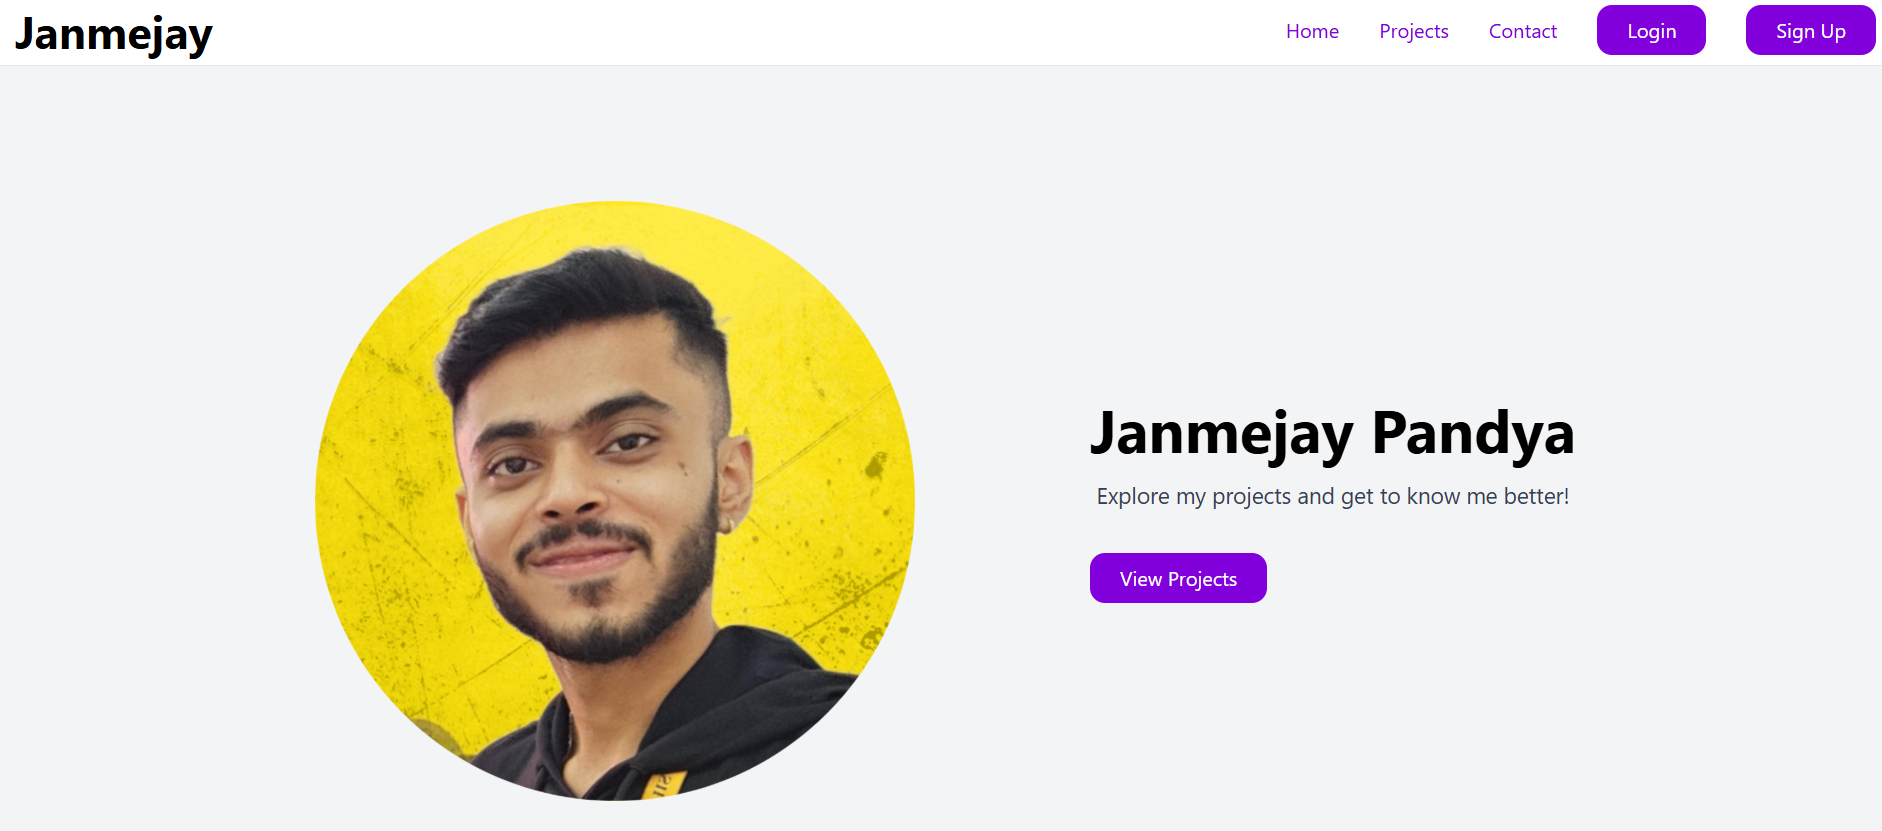 Janmejay
Home Projects Contact Login Sign Up
Janmejay Pandya
Explore my projects and get to know me better!
View Projects